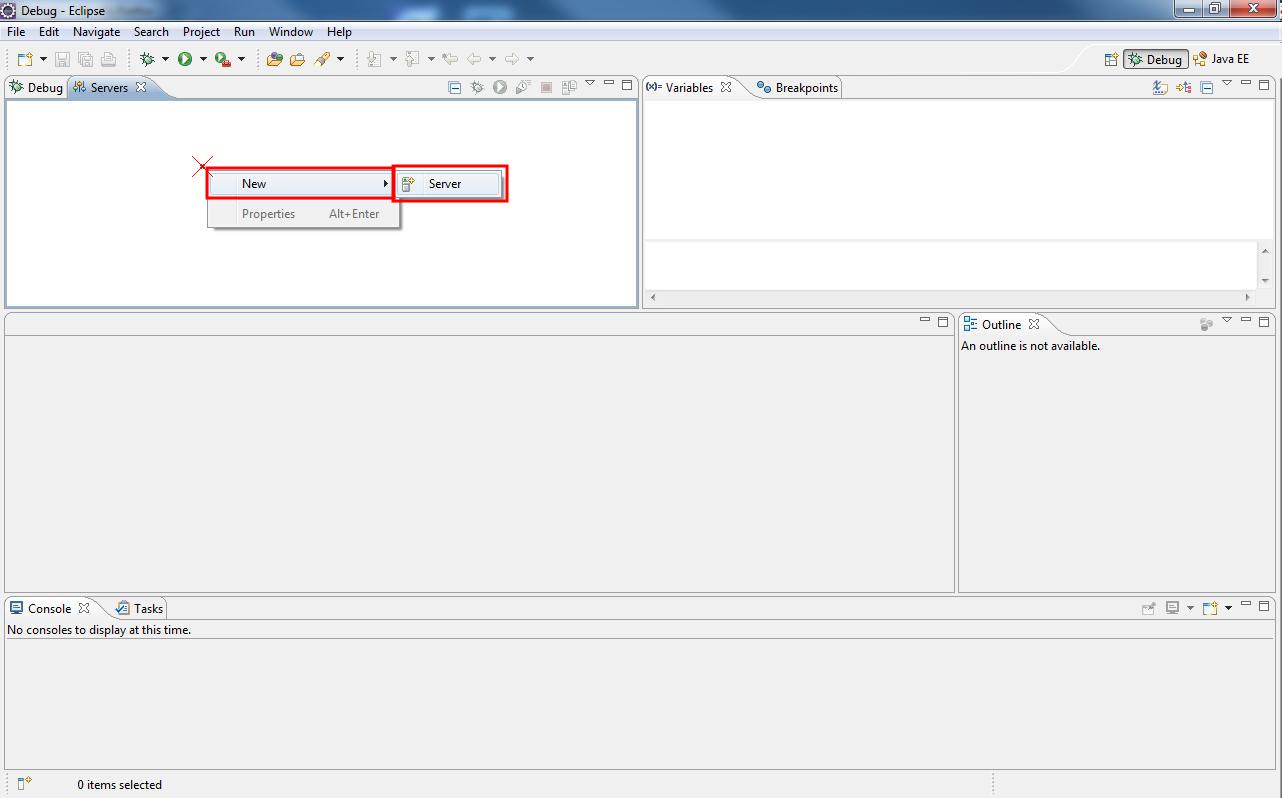 Debug - Eclipse
File Edit Navigate Search Project Run Window Help
Debug Java EE
Debug Servers
Variables Breakpoints
New Server
Properties Alt+Enter
Outline
An outline is not available.
Console Tasks
No consoles to display at this time.
0 items selected